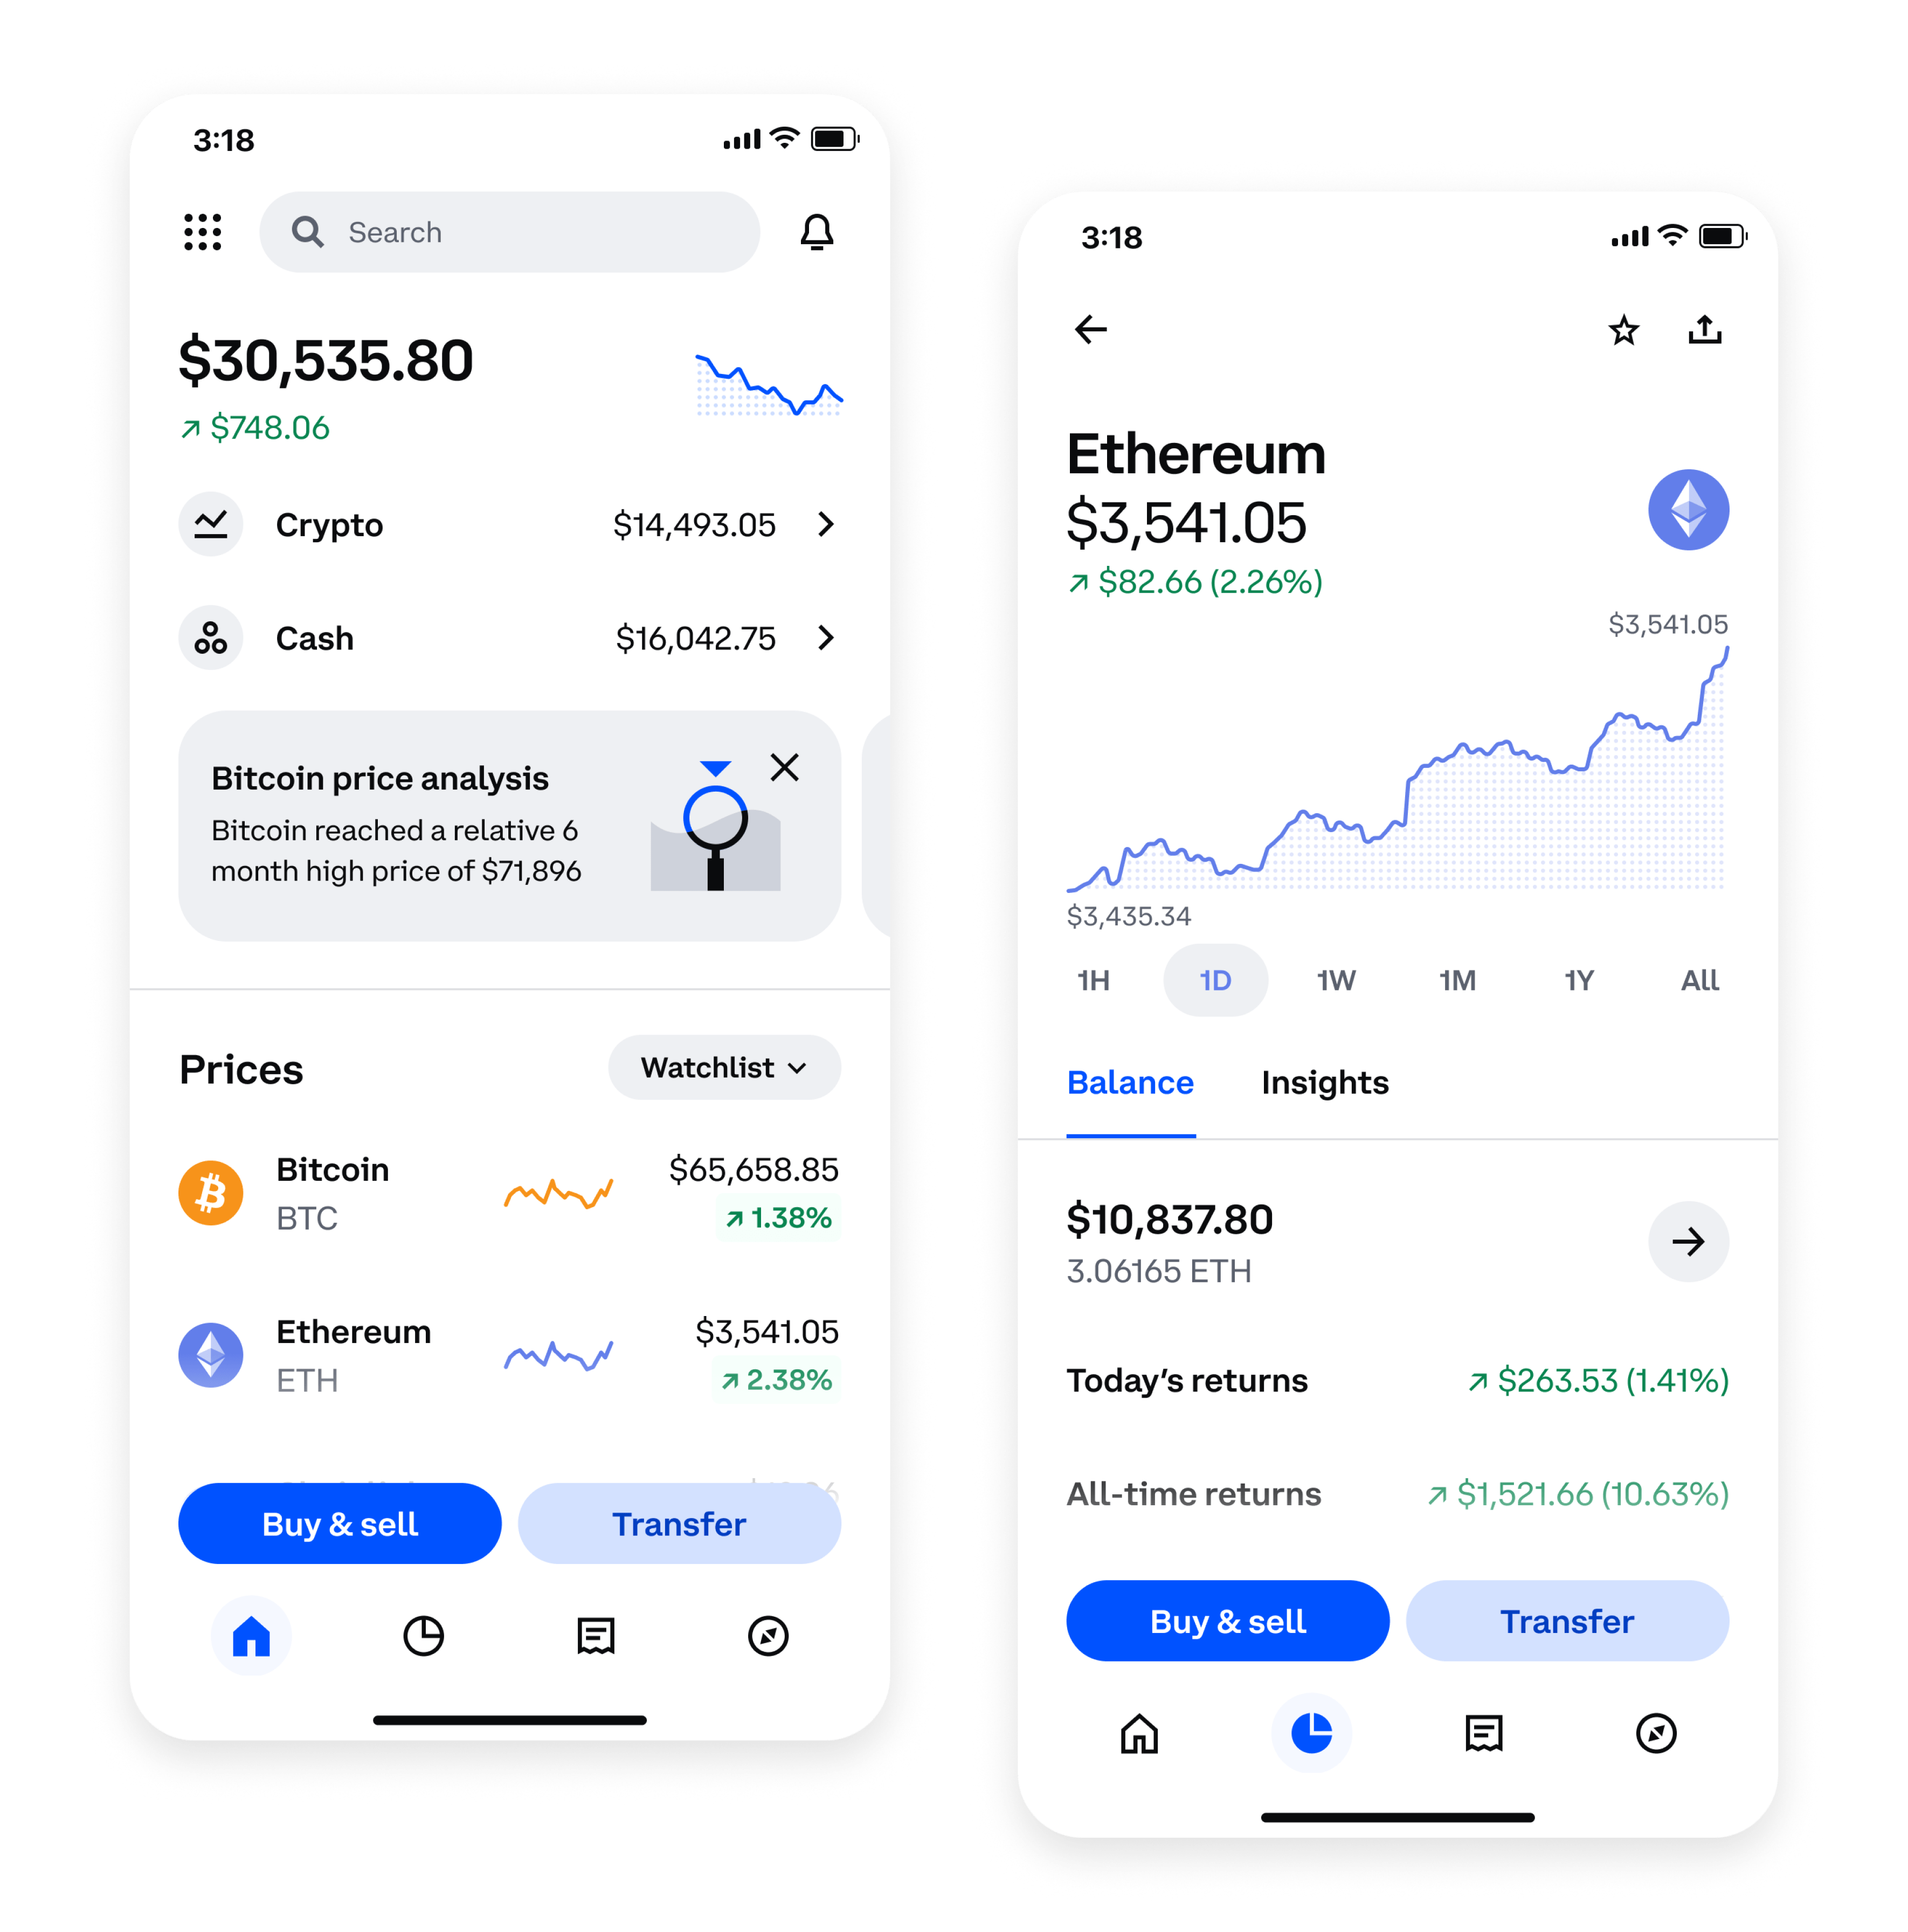 3:18
Search
$30,535.80
↗ $748.06
Crypto $14,493.05
Cash $16,042.75
Bitcoin price analysis
Bitcoin reached a relative 6
month high price of $71,896
Prices
Watchlist
Bitcoin $65,658.85
BTC ↗ 1.38%
Ethereum $3,541.05
ETH ↗ 2.38%
Buy & sell
Transfer
3:18
Ethereum
$3,541.05
↗ $82.66 (2.26%)
$3,541.05
$3,435.34
1H 1D 1W 1M 1Y All
Balance Insights
$10,837.80
3.06165 ETH
Today’s returns ↗ $263.53 (1.41%)
All-time returns ↗ $1,521.66 (10.63%)
Buy & sell
Transfer